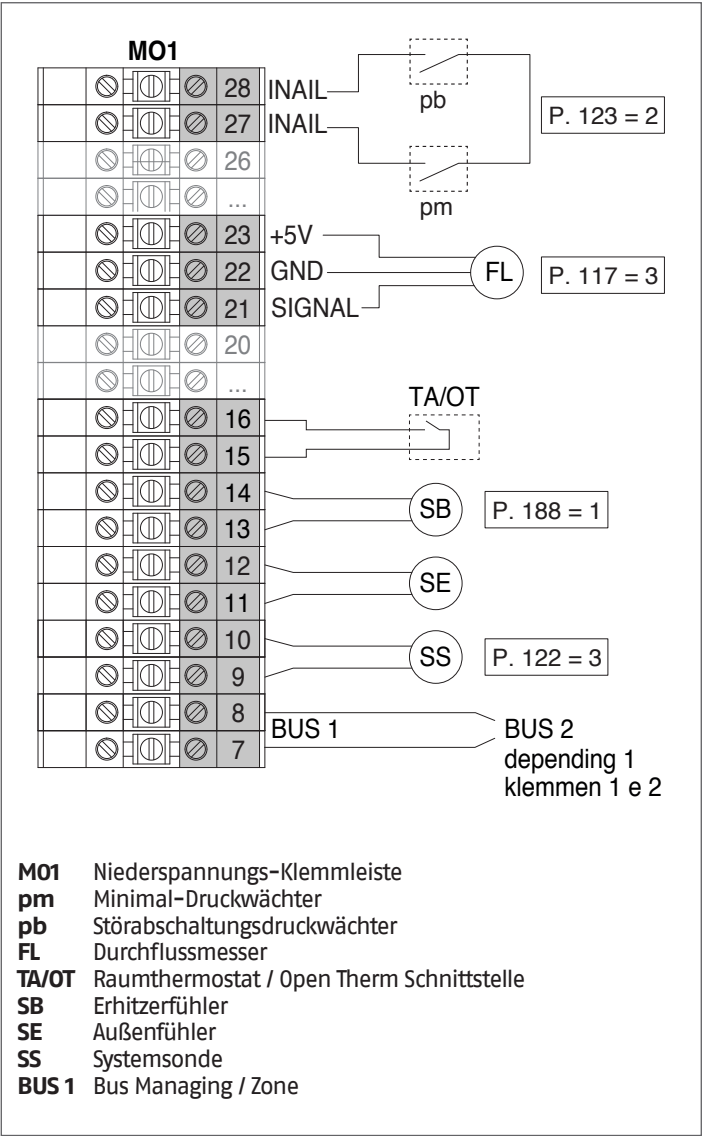 MO1
28 INAIL
pb
27 INAIL
P. 123 = 2
26
pm
...
23 +5V
22 GND
FL
P. 117 = 3
21 SIGNAL
20
...
TA/OT
16
15
14
SB
P. 188 = 1
13
12
SE
11
10
SS
P. 122 = 3
9
8
BUS 1
BUS 2
7
depending 1
klemmen 1 e 2
MO1 Niederspannungs-Klemmleiste
pm Minimal-Druckwächter
pb Störabschaltungsdruckwächter
FL Durchflussmesser
TA/OT Raumthermostat / Open Therm Schnittstelle
SB Erhitzerfühler
SE Außenfühler
SS Systemsonde
BUS 1 Bus Managing / Zone